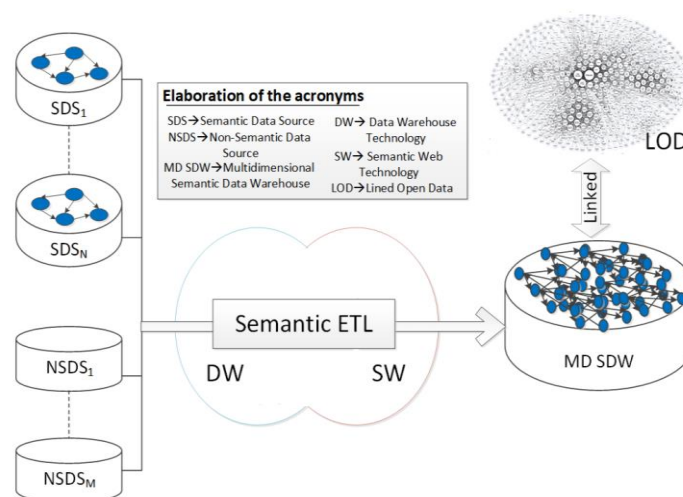 SDS1
SDSN
NSDS1
NSDSM
Elaboration of the acronyms
SDS→Semantic Data Source
NSDS→Non-Semantic Data
Source
MD SDW→Multidimensional
Semantic Data Warehouse
DW→ Data Warehouse
Technology
SW→ Semantic Web
Technology
LOD→Lined Open Data
Semantic ETL
DW
SW
LOD
Linked
MD SDW